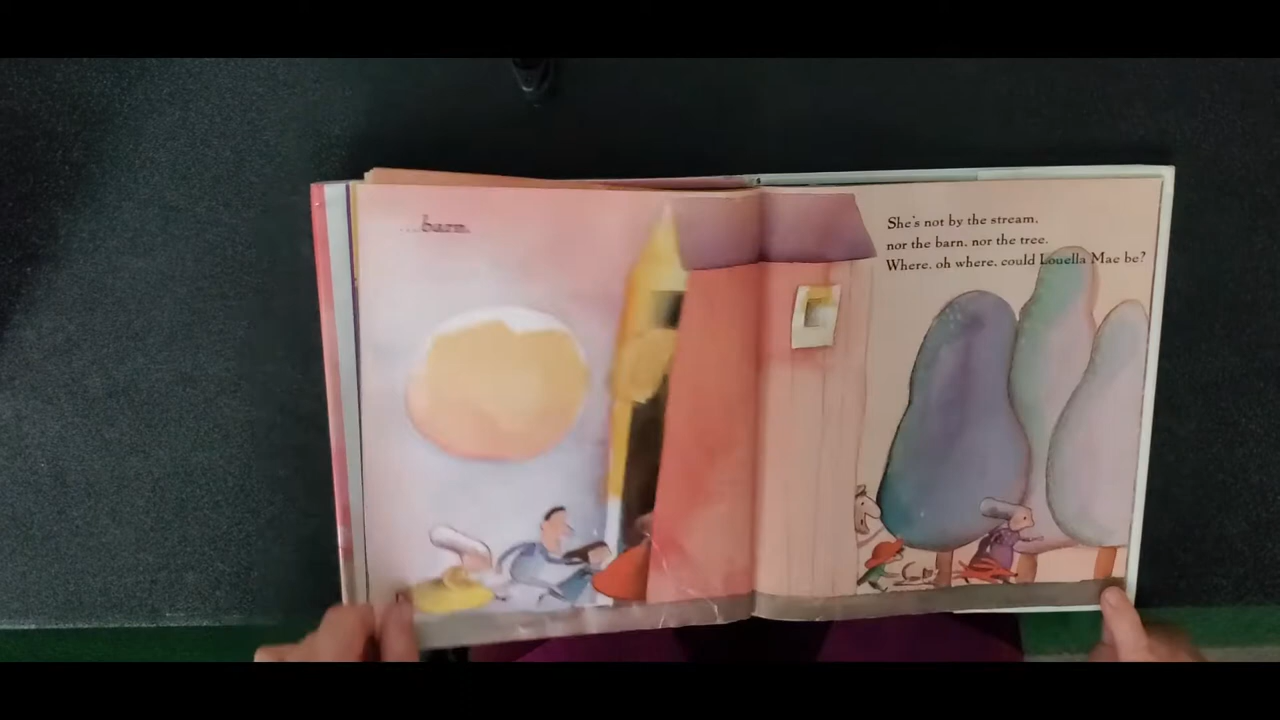 ...barn.
She's not by the stream,
nor the barn, nor the tree.
Where, oh where, could Louella Mae be?